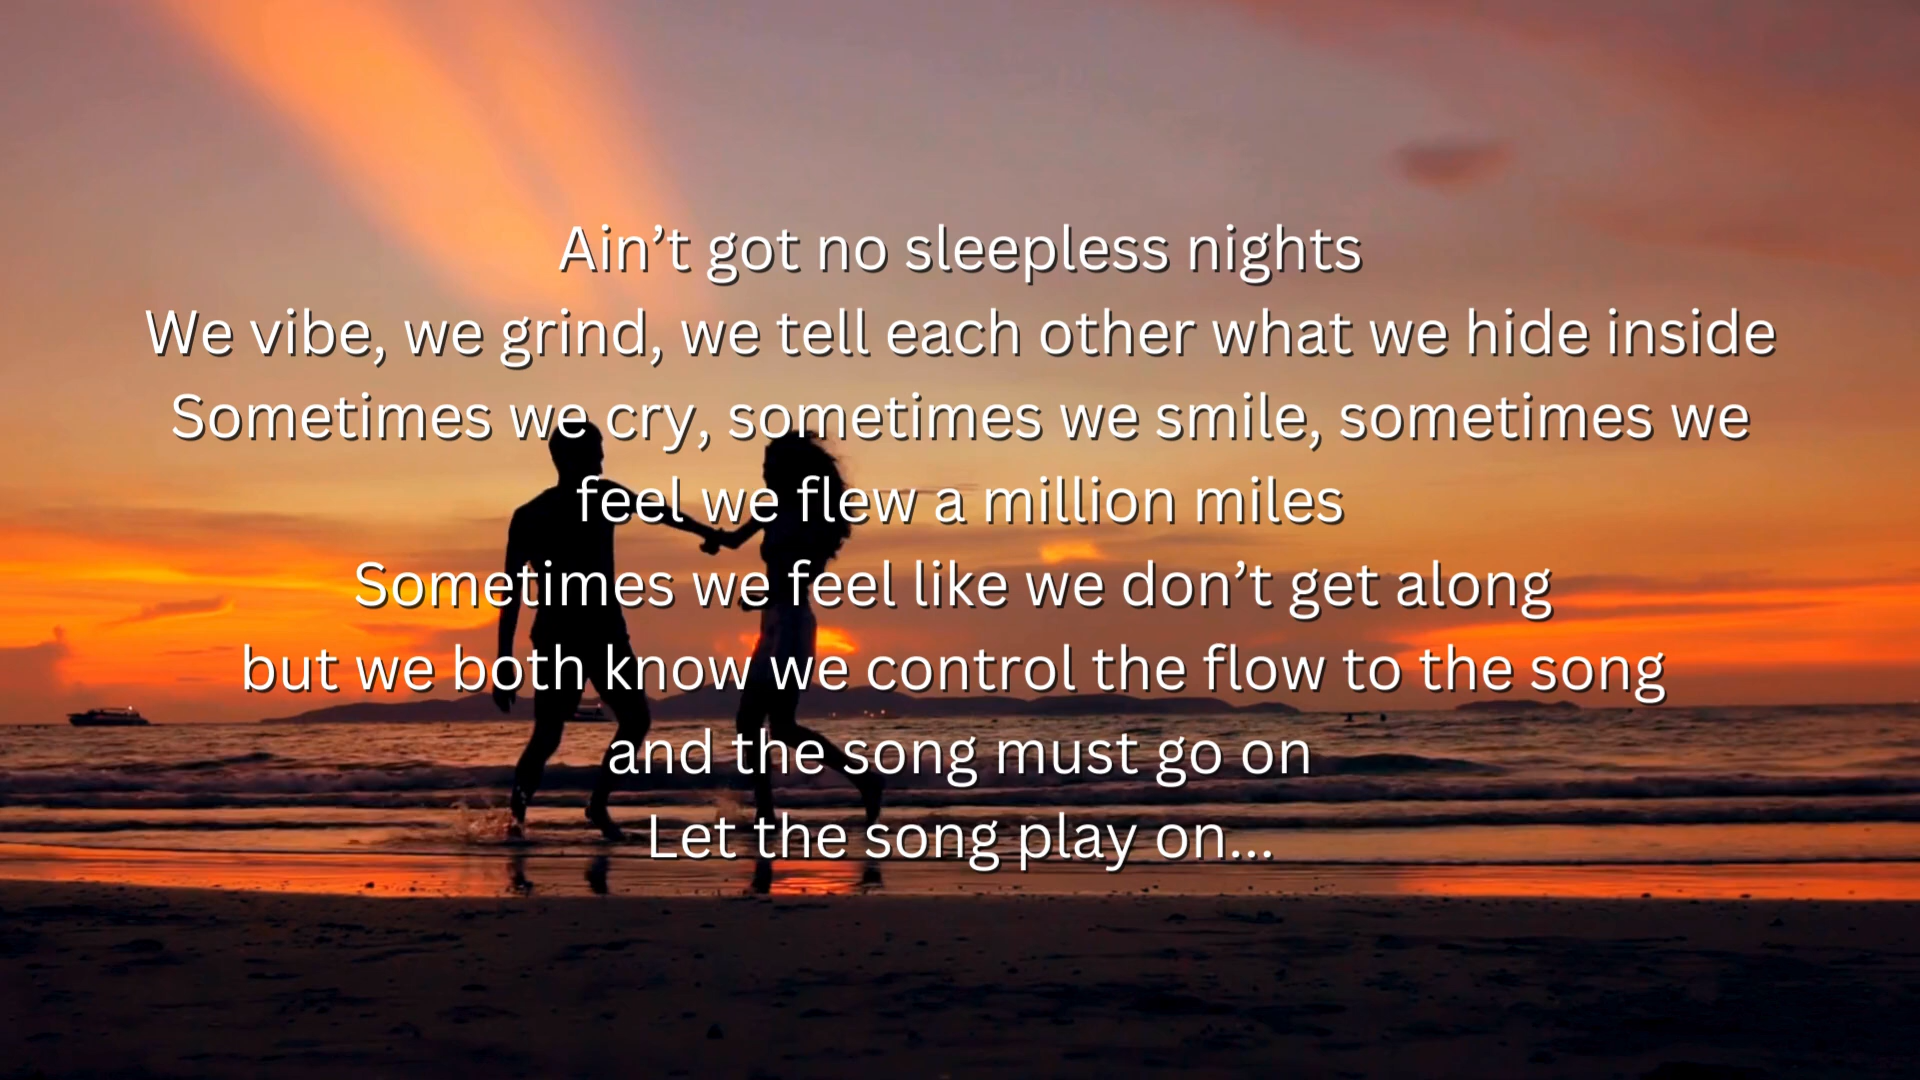 Ain’t got no sleepless nights
We vibe, we grind, we tell each other what we hide inside
Sometimes we cry, sometimes we smile, sometimes we
feel we flew a million miles
Sometimes we feel like we don’t get along
but we both know we control the flow to the song
and the song must go on
Let the song play on...